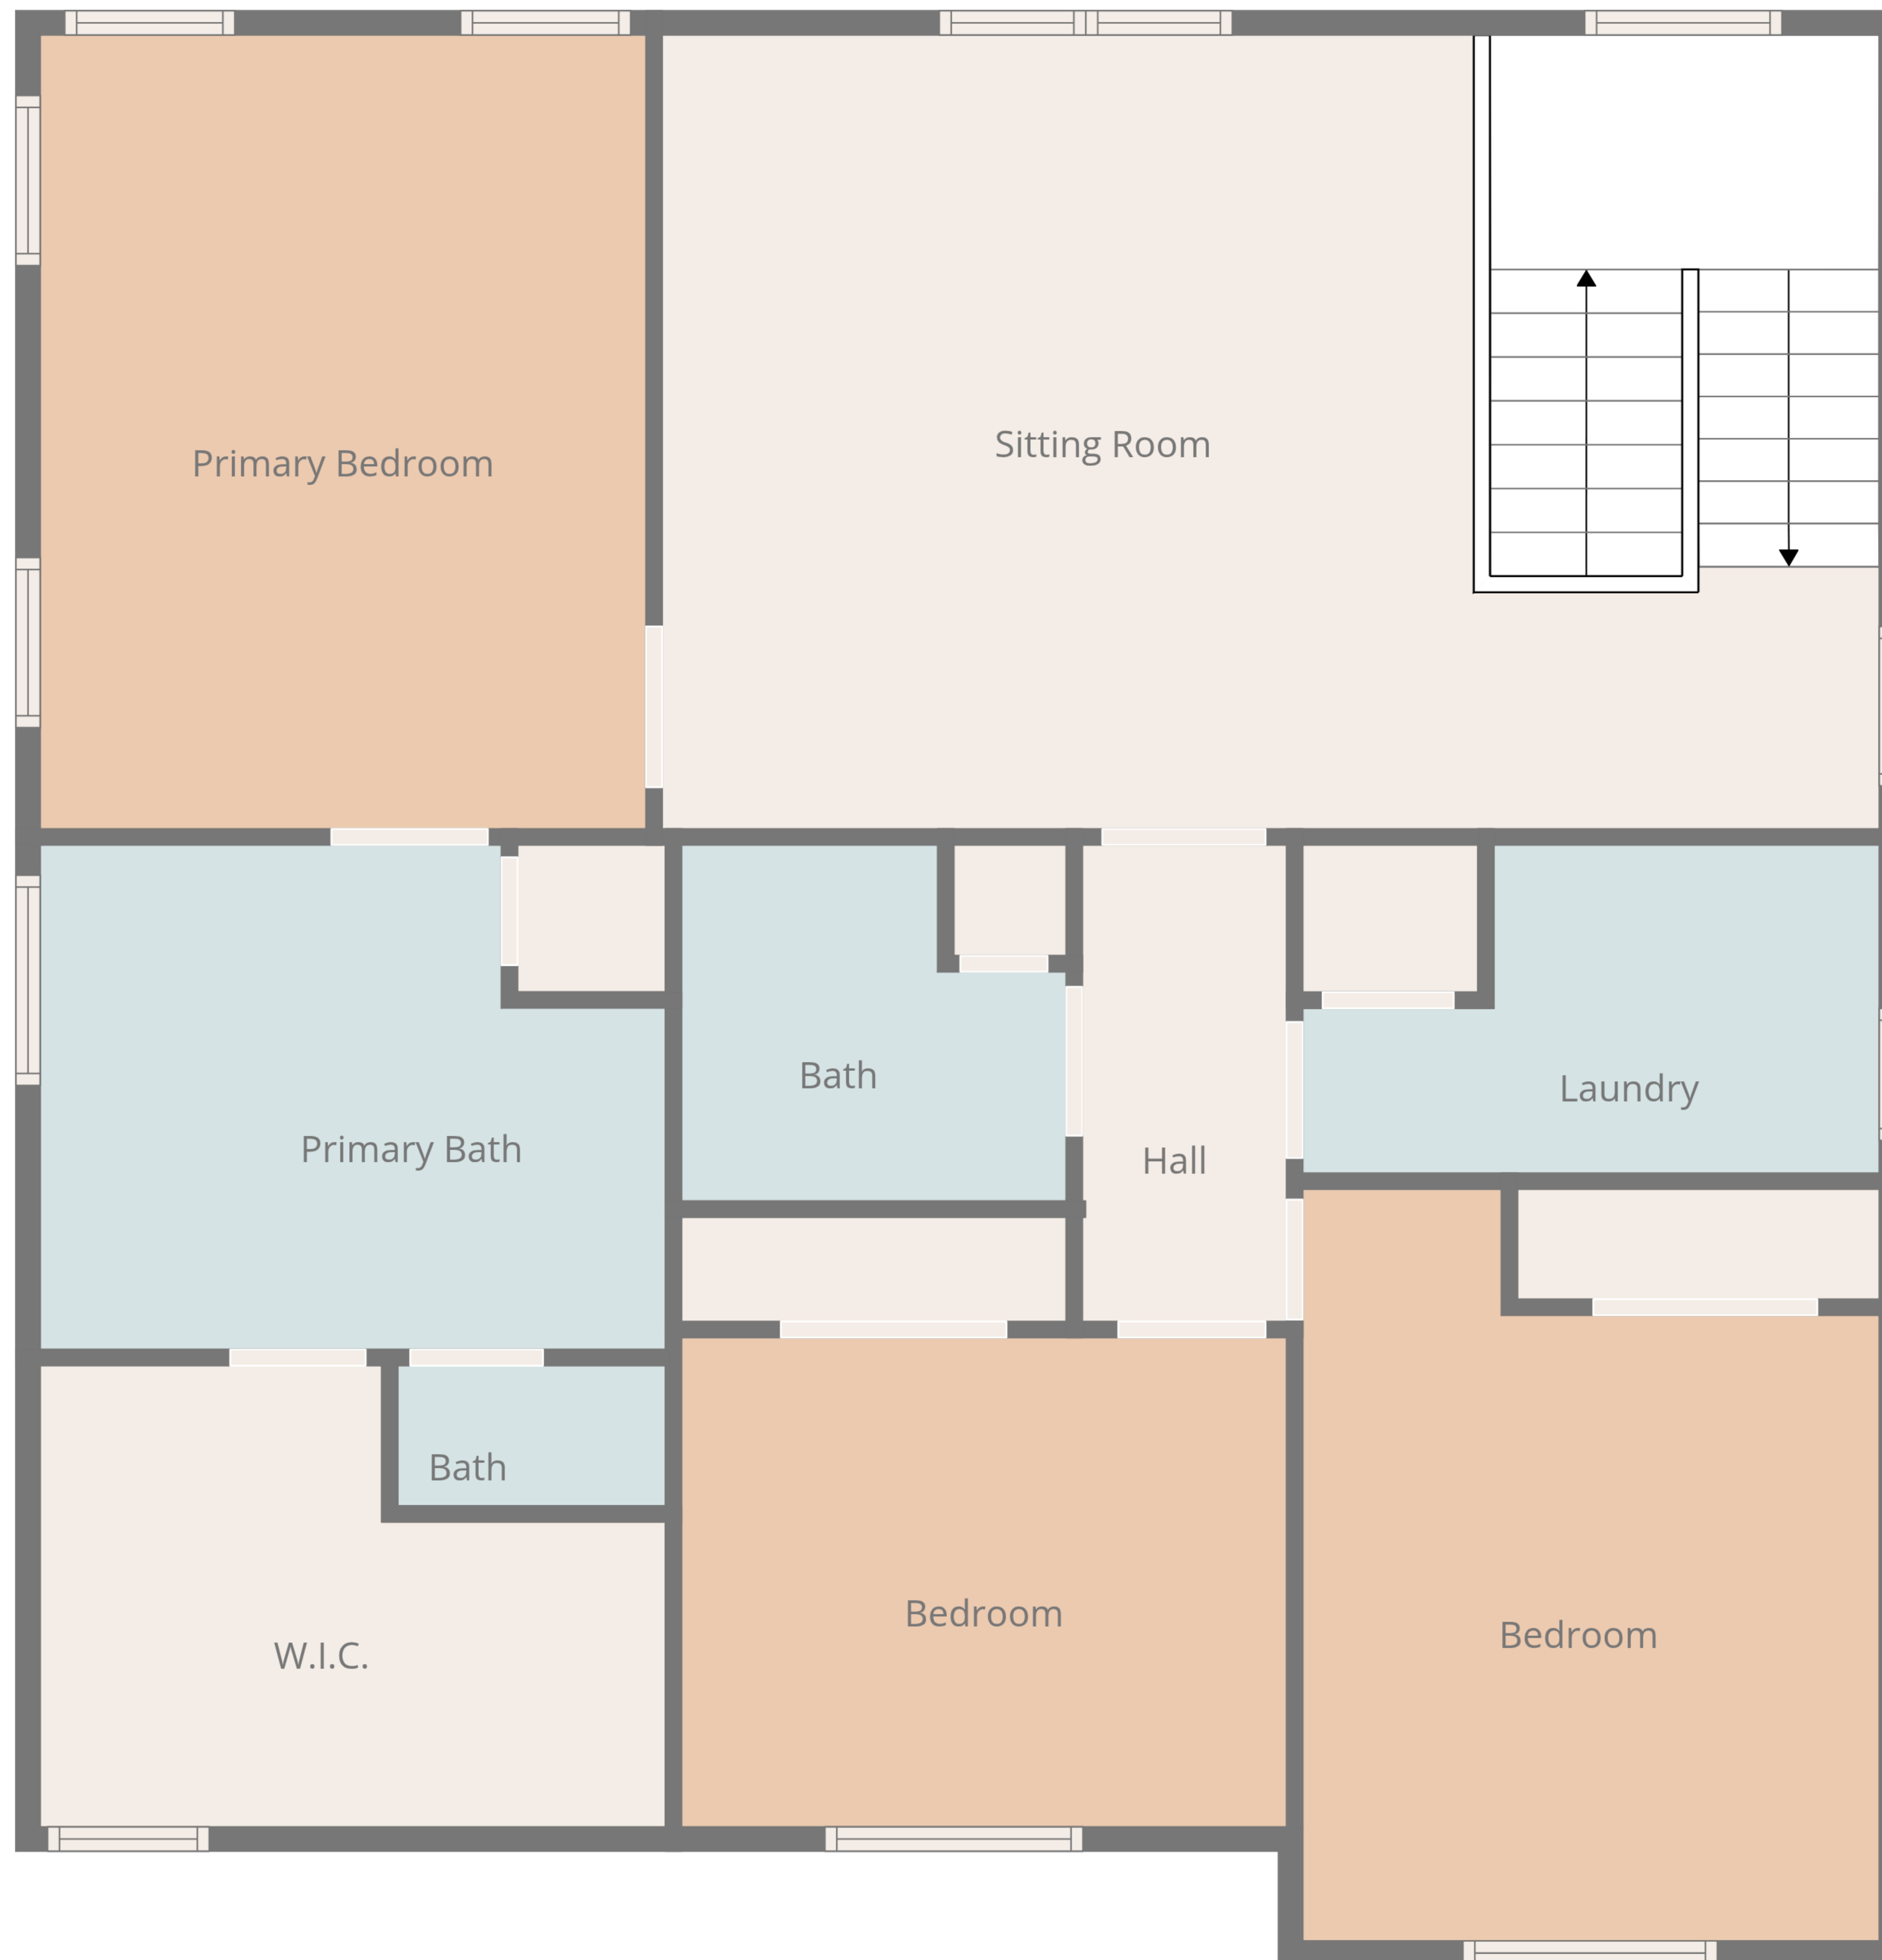 Primary Bedroom
Sitting Room
Bath
Laundry
Primary Bath
Hall
Bath
Bedroom
Bedroom
W.I.C.